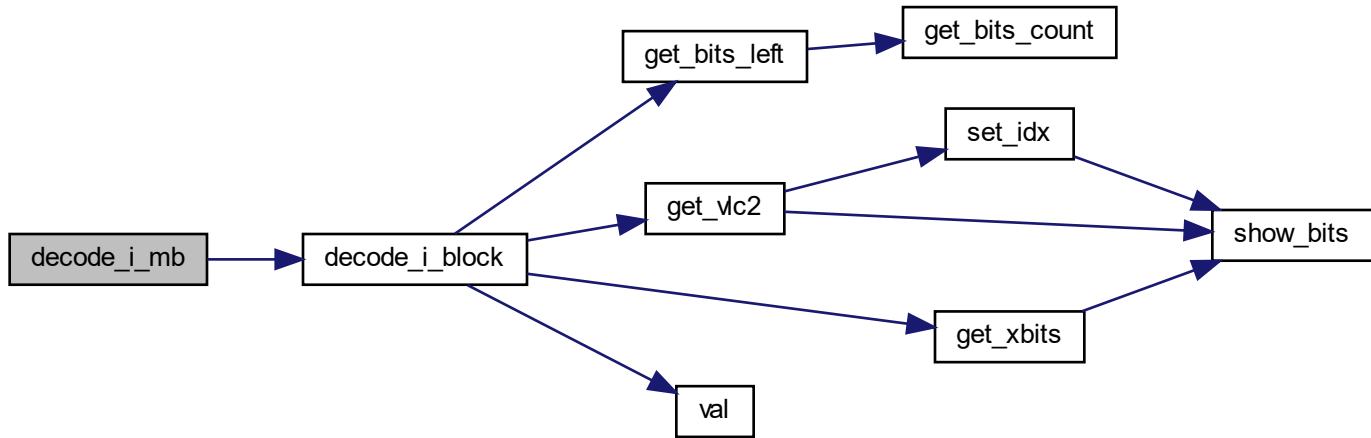 decode_i_mb
decode_i_block
get_bits_left
get_bits_count
get_vlc2
set_idx
show_bits
get_xbits
val